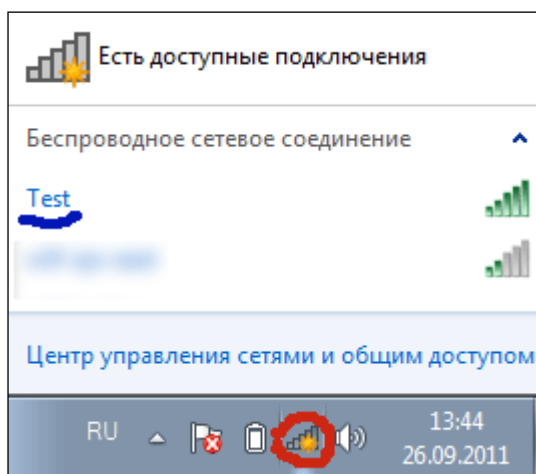 Есть доступные подключения
Беспроводное сетевое соединение
Test
Центр управления сетями и общим доступом
RU
13:44
26.09.2011